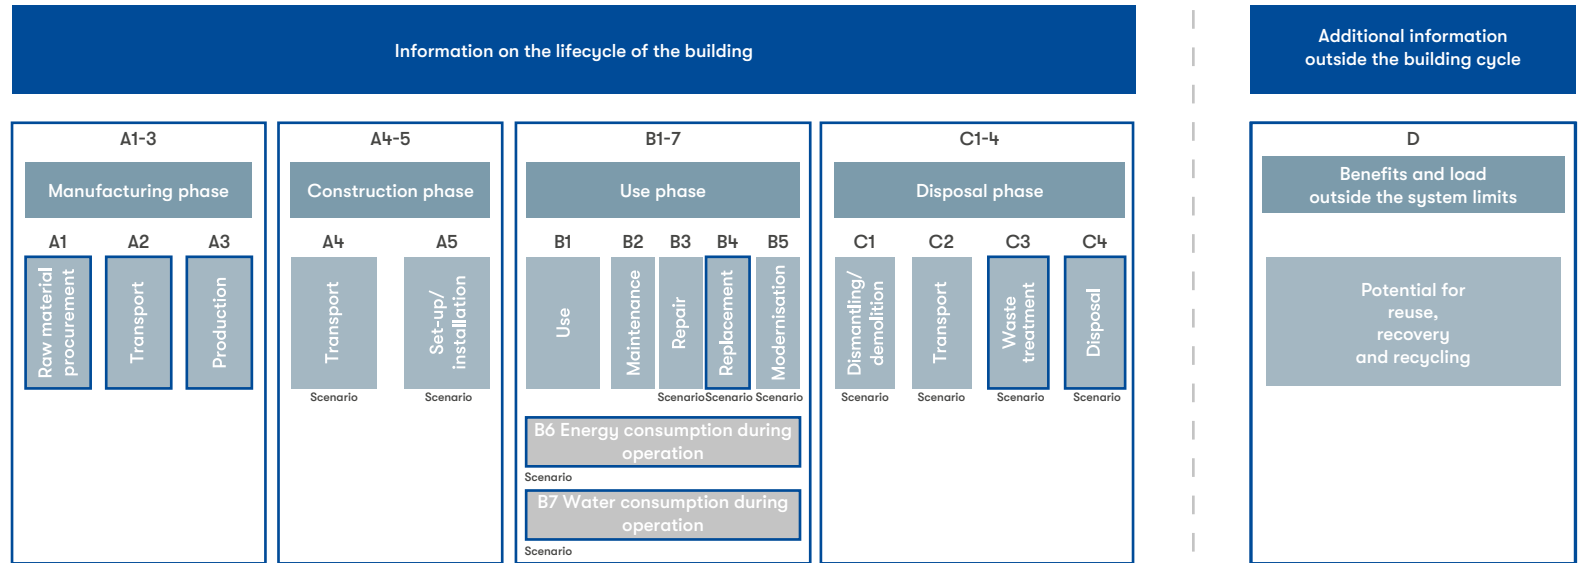 Information on the lifecycle of the building
Additional information
outside the building cycle
A1-3
Manufacturing phase
A1
A2
A3
Raw material
procurement
Transport
Production
A4-5
Construction phase
A4
A5
Transport
Set-up/
installation
Scenario
Scenario
B1-7
Use phase
B1
B2
B3
B4
B5
Use
Maintenance
Repair
Replacement
Modernisation
Scenario
Scenario
Scenario
B6 Energy consumption during
operation
Scenario
B7 Water consumption during
operation
Scenario
C1-4
Disposal phase
C1
C2
C3
C4
Dismantling/
demolition
Transport
Waste
treatment
Disposal
Scenario
Scenario
Scenario
Scenario
D
Benefits and load
outside the system limits
Potential for
reuse,
recovery
and recycling